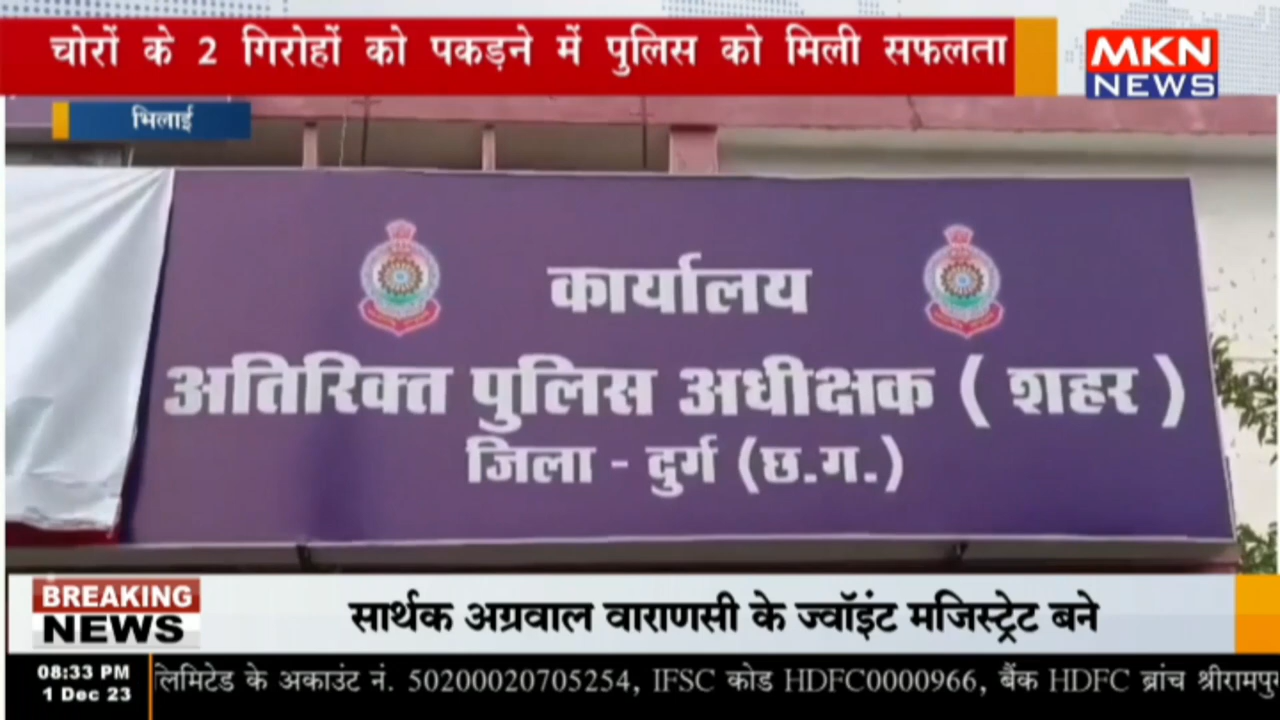 चोरों के 2 गिरोहों को पकड़ने में पुलिस को मिली सफलता
MKN
NEWS
भिलाई
कार्यालय
अतिरिक्त पुलिस अधीक्षक ( शहर )
जिला - दुर्ग (छ.ग.)
BREAKING
NEWS
सार्थक अग्रवाल वाराणसी के ज्वॉइंट मजिस्ट्रेट बने
08:33 PM
1 Dec 23
लिमिटेड के अकाउंट नं. 50200020705254, IFSC कोड HDFC0000966, बैंक HDFC ब्रांच श्रीरामपु